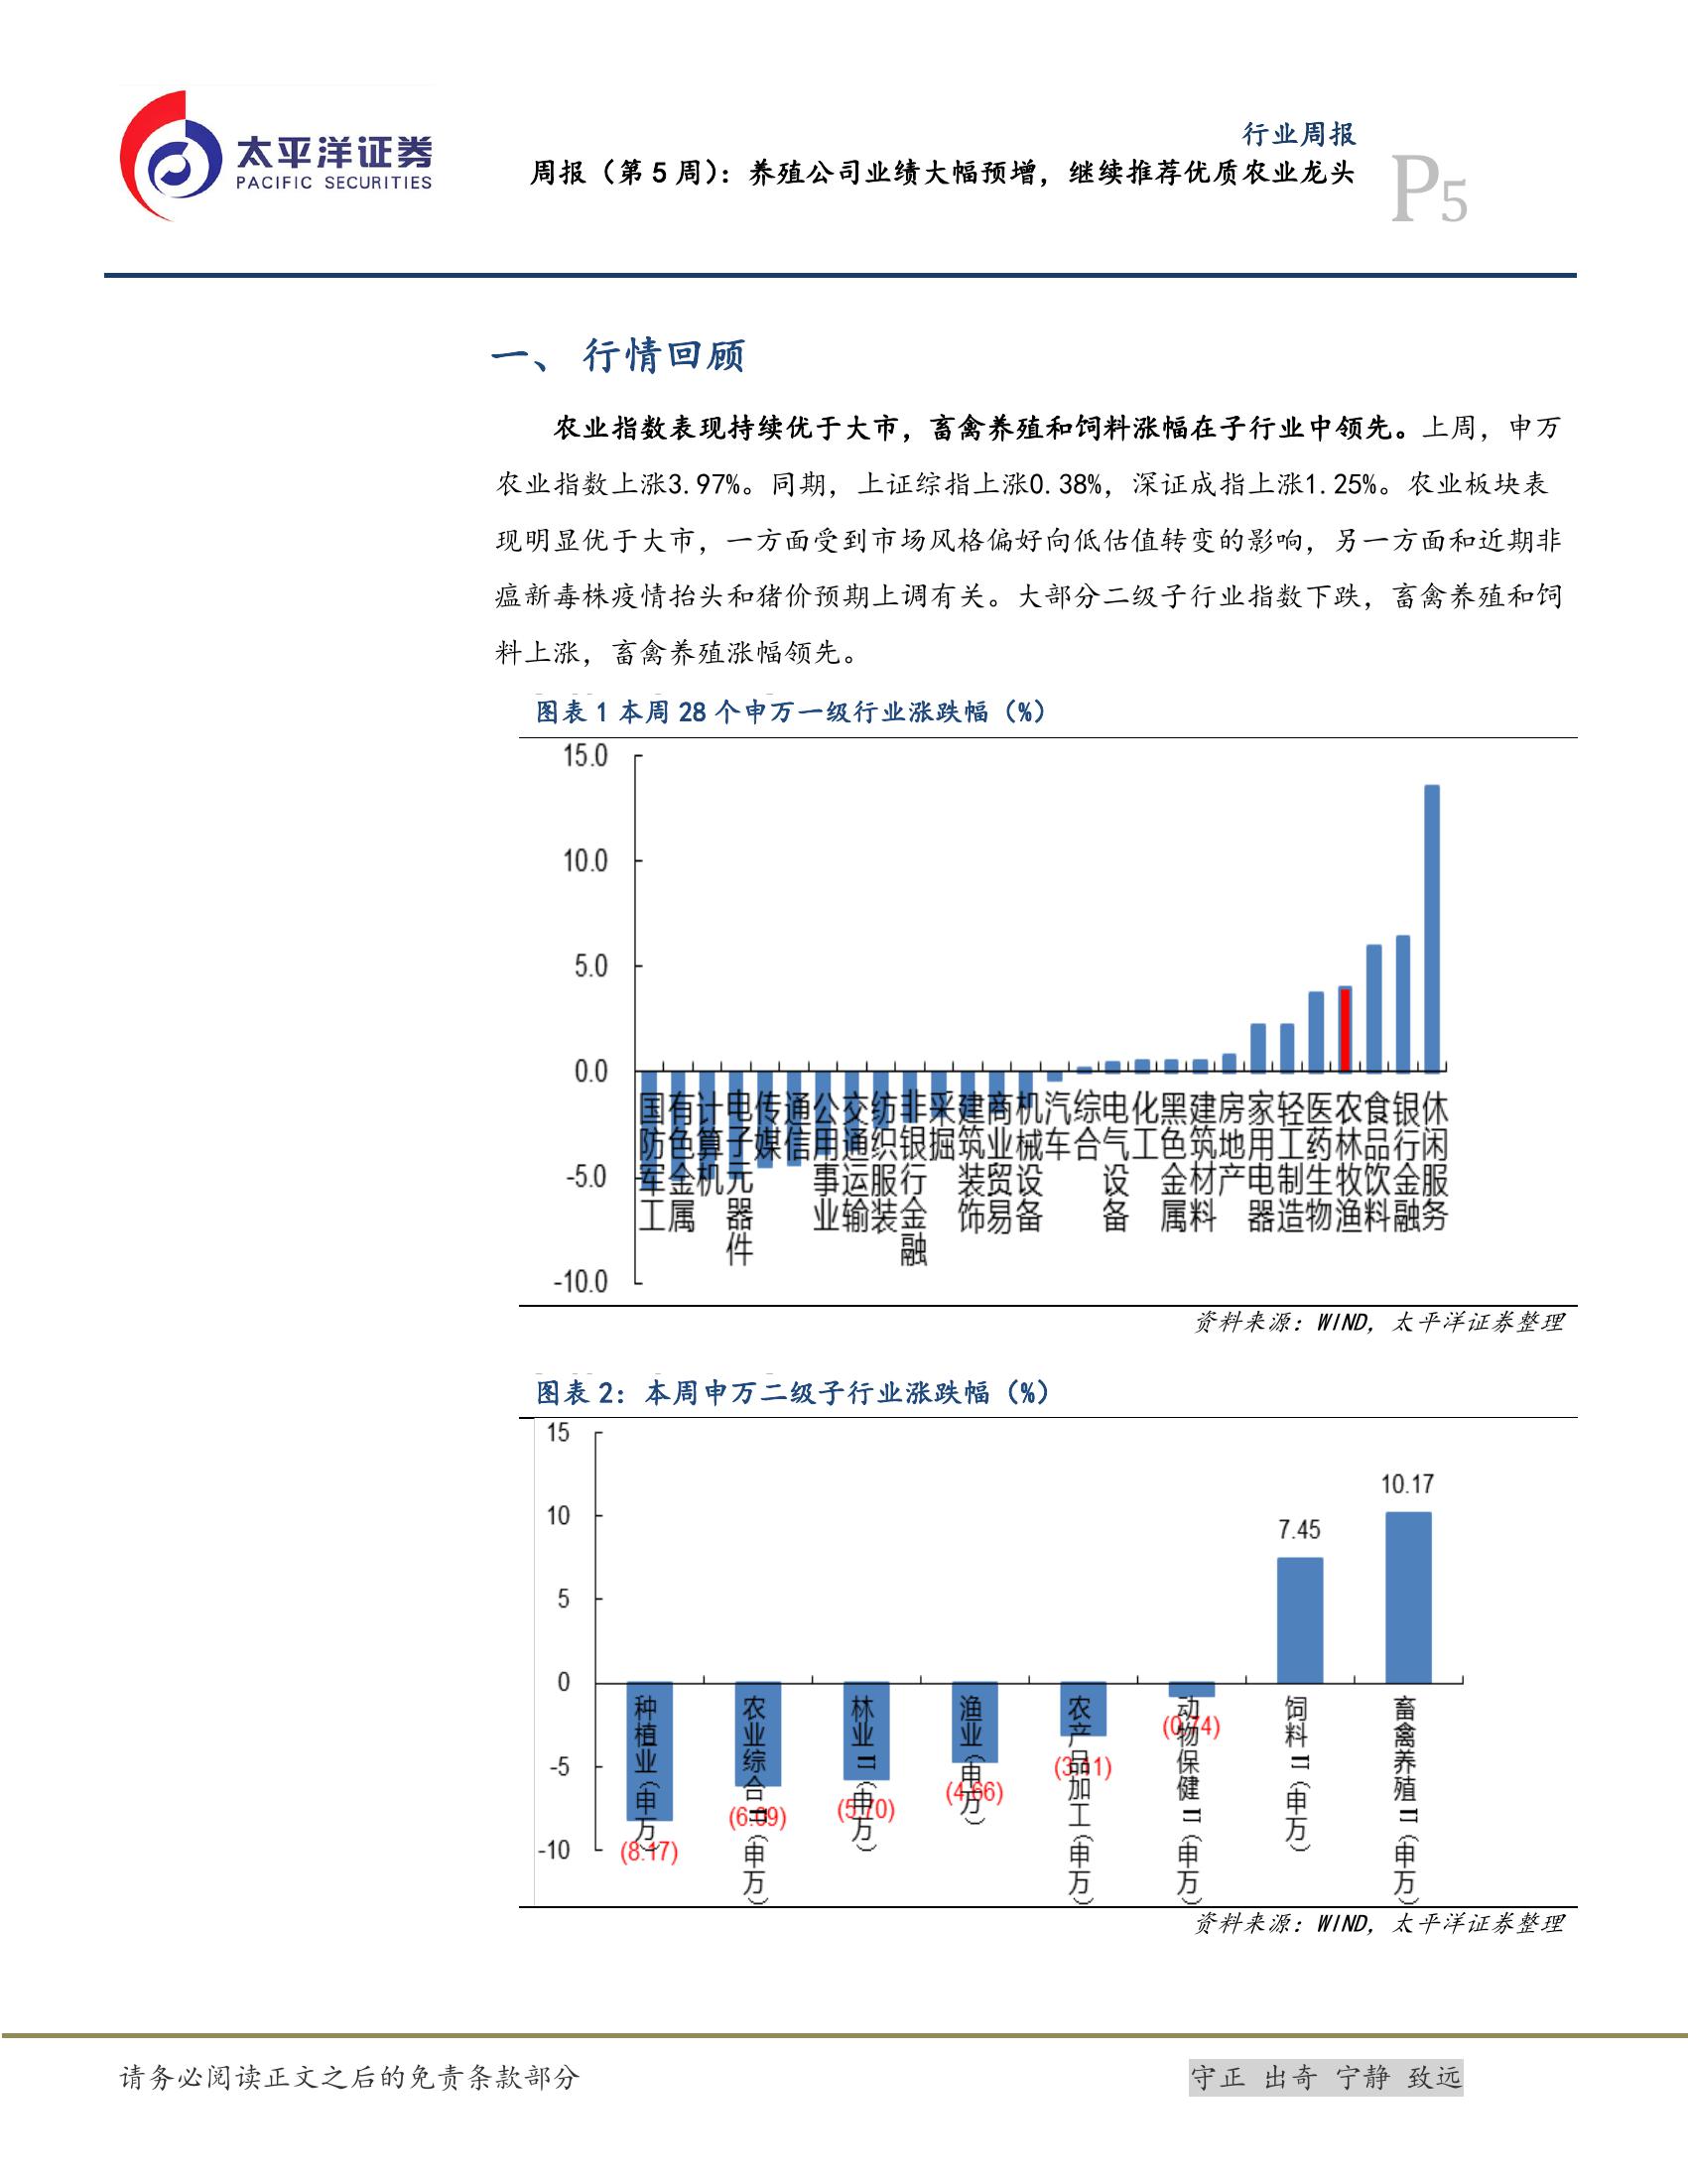 太平洋证券
PACIFIC SECURITIES
行业周报
周报（第 5 周）：养殖公司业绩大幅预增，继续推荐优质农业龙头
P5
一、 行情回顾
农业指数表现持续优于大市，畜禽养殖和饲料涨幅在子行业中领先。上周，申万
农业指数上涨3.97%。同期，上证综指上涨0.38%，深证成指上涨1.25%。农业板块表
现明显优于大市，一方面受到市场风格偏好向低估值转变的影响，另一方面和近期非
瘟新毒株疫情抬头和猪价预期上调有关。大部分二级子行业指数下跌，畜禽养殖和饲
料上涨，畜禽养殖涨幅领先。
图表 1 本周 28 个申万一级行业涨跌幅（%）
15.0
10.0
5.0
0.0
-5.0
-10.0
国防军工
有色金属
计算机
电子元器件
传媒
通信
公用事业
交通运输
纺织服装
非银行金融
采掘
建筑装饰
商业贸易
机械设备
汽车
综合
电气设备
化工
黑色金属
建筑材料
房地产
家用电器
轻工制造
医药生物
农林牧渔
食品饮料
银行金融
休闲服务
资料来源：WIND，太平洋证券整理
图表 2：本周申万二级子行业涨跌幅（%）
15
10
5
0
-5
-10
10.17
7.45
种植业（申万）
(8.17)
农业综合II（申万）
(6.09)
林业II（申万）
(5.70)
渔业（申万）
(4.66)
农产品加工（申万）
(3.11)
动物保健II（申万）
(0.74)
饲料II（申万）
畜禽养殖II（申万）
资料来源：WIND，太平洋证券整理
请务必阅读正文之后的免责条款部分
守正 出奇 宁静 致远